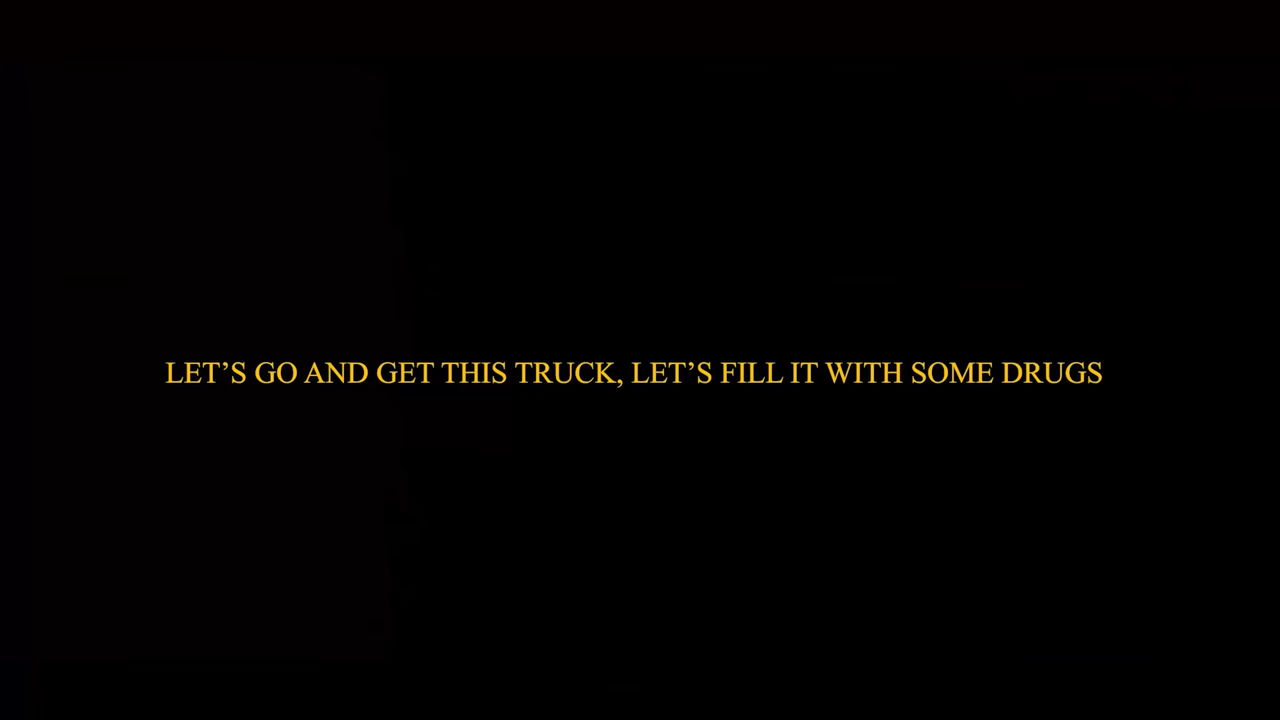 LET’S GO AND GET THIS TRUCK, LET’S FILL IT WITH SOME DRUGS